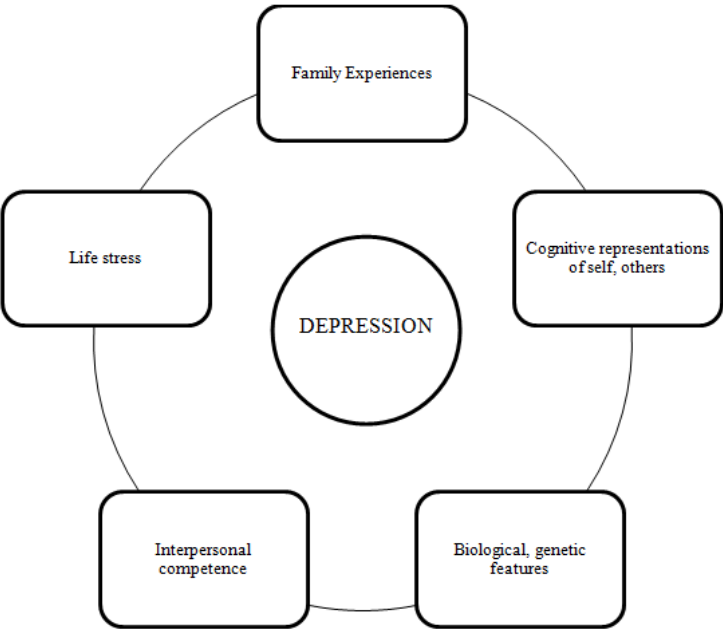 Family Experiences
Life stress
Cognitive representations
of self, others
DEPRESSION
Interpersonal
competence
Biological, genetic
features